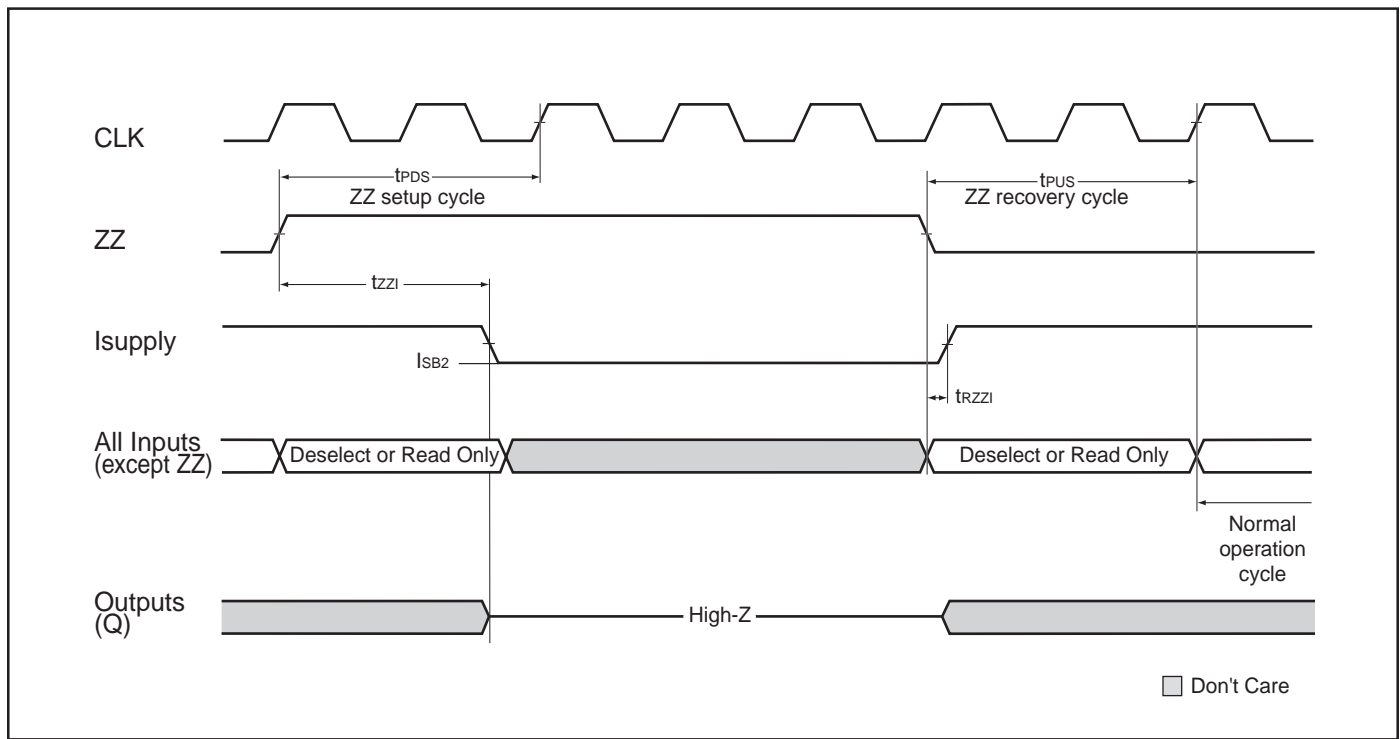 CLK
tPDS
ZZ setup cycle
tPUS
ZZ recovery cycle
ZZ
tZZI
Isupply
ISB2
tRZZI
All Inputs
(except ZZ)
Deselect or Read Only
Deselect or Read Only
Normal
operation
cycle
Outputs
(Q)
High-Z
Don't Care